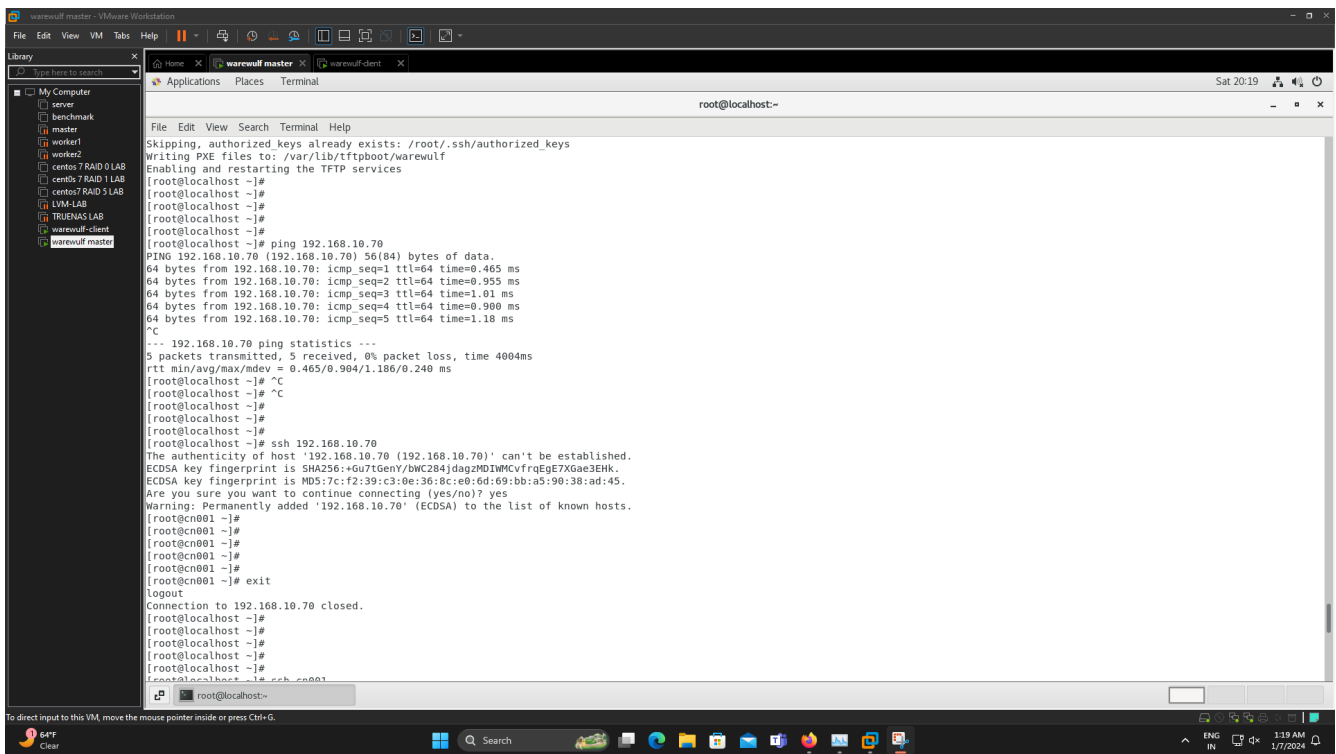 warewulf master - VMware Workstation
File Edit View VM Tabs Help
Library
Type here to search
My Computer
server
benchmark
master
worker1
worker2
centos 7 RAID 0 LAB
cent0s 7 RAID 1 LAB
centos7 RAID 5 LAB
LVM-LAB
TRUENAS LAB
warewulf-client
warewulf master
Home warewulf master warewulf-client
Applications Places Terminal Sat 20:19
root@localhost:~
File Edit View Search Terminal Help
Skipping, authorized_keys already exists: /root/.ssh/authorized_keys
Writing PXE files to: /var/lib/tftpboot/warewulf
Enabling and restarting the TFTP services
[root@localhost ~]#
[root@localhost ~]#
[root@localhost ~]#
[root@localhost ~]#
[root@localhost ~]#
[root@localhost ~]# ping 192.168.10.70
PING 192.168.10.70 (192.168.10.70) 56(84) bytes of data.
64 bytes from 192.168.10.70: icmp_seq=1 ttl=64 time=0.465 ms
64 bytes from 192.168.10.70: icmp_seq=2 ttl=64 time=0.955 ms
64 bytes from 192.168.10.70: icmp_seq=3 ttl=64 time=1.01 ms
64 bytes from 192.168.10.70: icmp_seq=4 ttl=64 time=0.900 ms
64 bytes from 192.168.10.70: icmp_seq=5 ttl=64 time=1.18 ms
^C
--- 192.168.10.70 ping statistics ---
5 packets transmitted, 5 received, 0% packet loss, time 4004ms
rtt min/avg/max/mdev = 0.465/0.904/1.186/0.240 ms
[root@localhost ~]# ^C
[root@localhost ~]# ^C
[root@localhost ~]#
[root@localhost ~]#
[root@localhost ~]#
[root@localhost ~]# ssh 192.168.10.70
The authenticity of host '192.168.10.70 (192.168.10.70)' can't be established.
ECDSA key fingerprint is SHA256:+Gu7tGenY/bWC284jdagzMDIWMCvfrqEgE7XGae3EHk.
ECDSA key fingerprint is MD5:7c:f2:39:c3:0e:36:8c:e0:6d:69:bb:a5:90:38:ad:45.
Are you sure you want to continue connecting (yes/no)? yes
Warning: Permanently added '192.168.10.70' (ECDSA) to the list of known hosts.
[root@cn001 ~]#
[root@cn001 ~]#
[root@cn001 ~]#
[root@cn001 ~]#
[root@cn001 ~]#
[root@cn001 ~]# exit
logout
Connection to 192.168.10.70 closed.
[root@localhost ~]#
[root@localhost ~]#
[root@localhost ~]#
[root@localhost ~]#
[root@localhost ~]#
[root@localhost ~]# ssh cn001
root@localhost:~
To direct input to this VM, move the mouse pointer inside or press Ctrl+G.
1
64°F
Clear
Search
ENG
IN
1:19 AM
1/7/2024